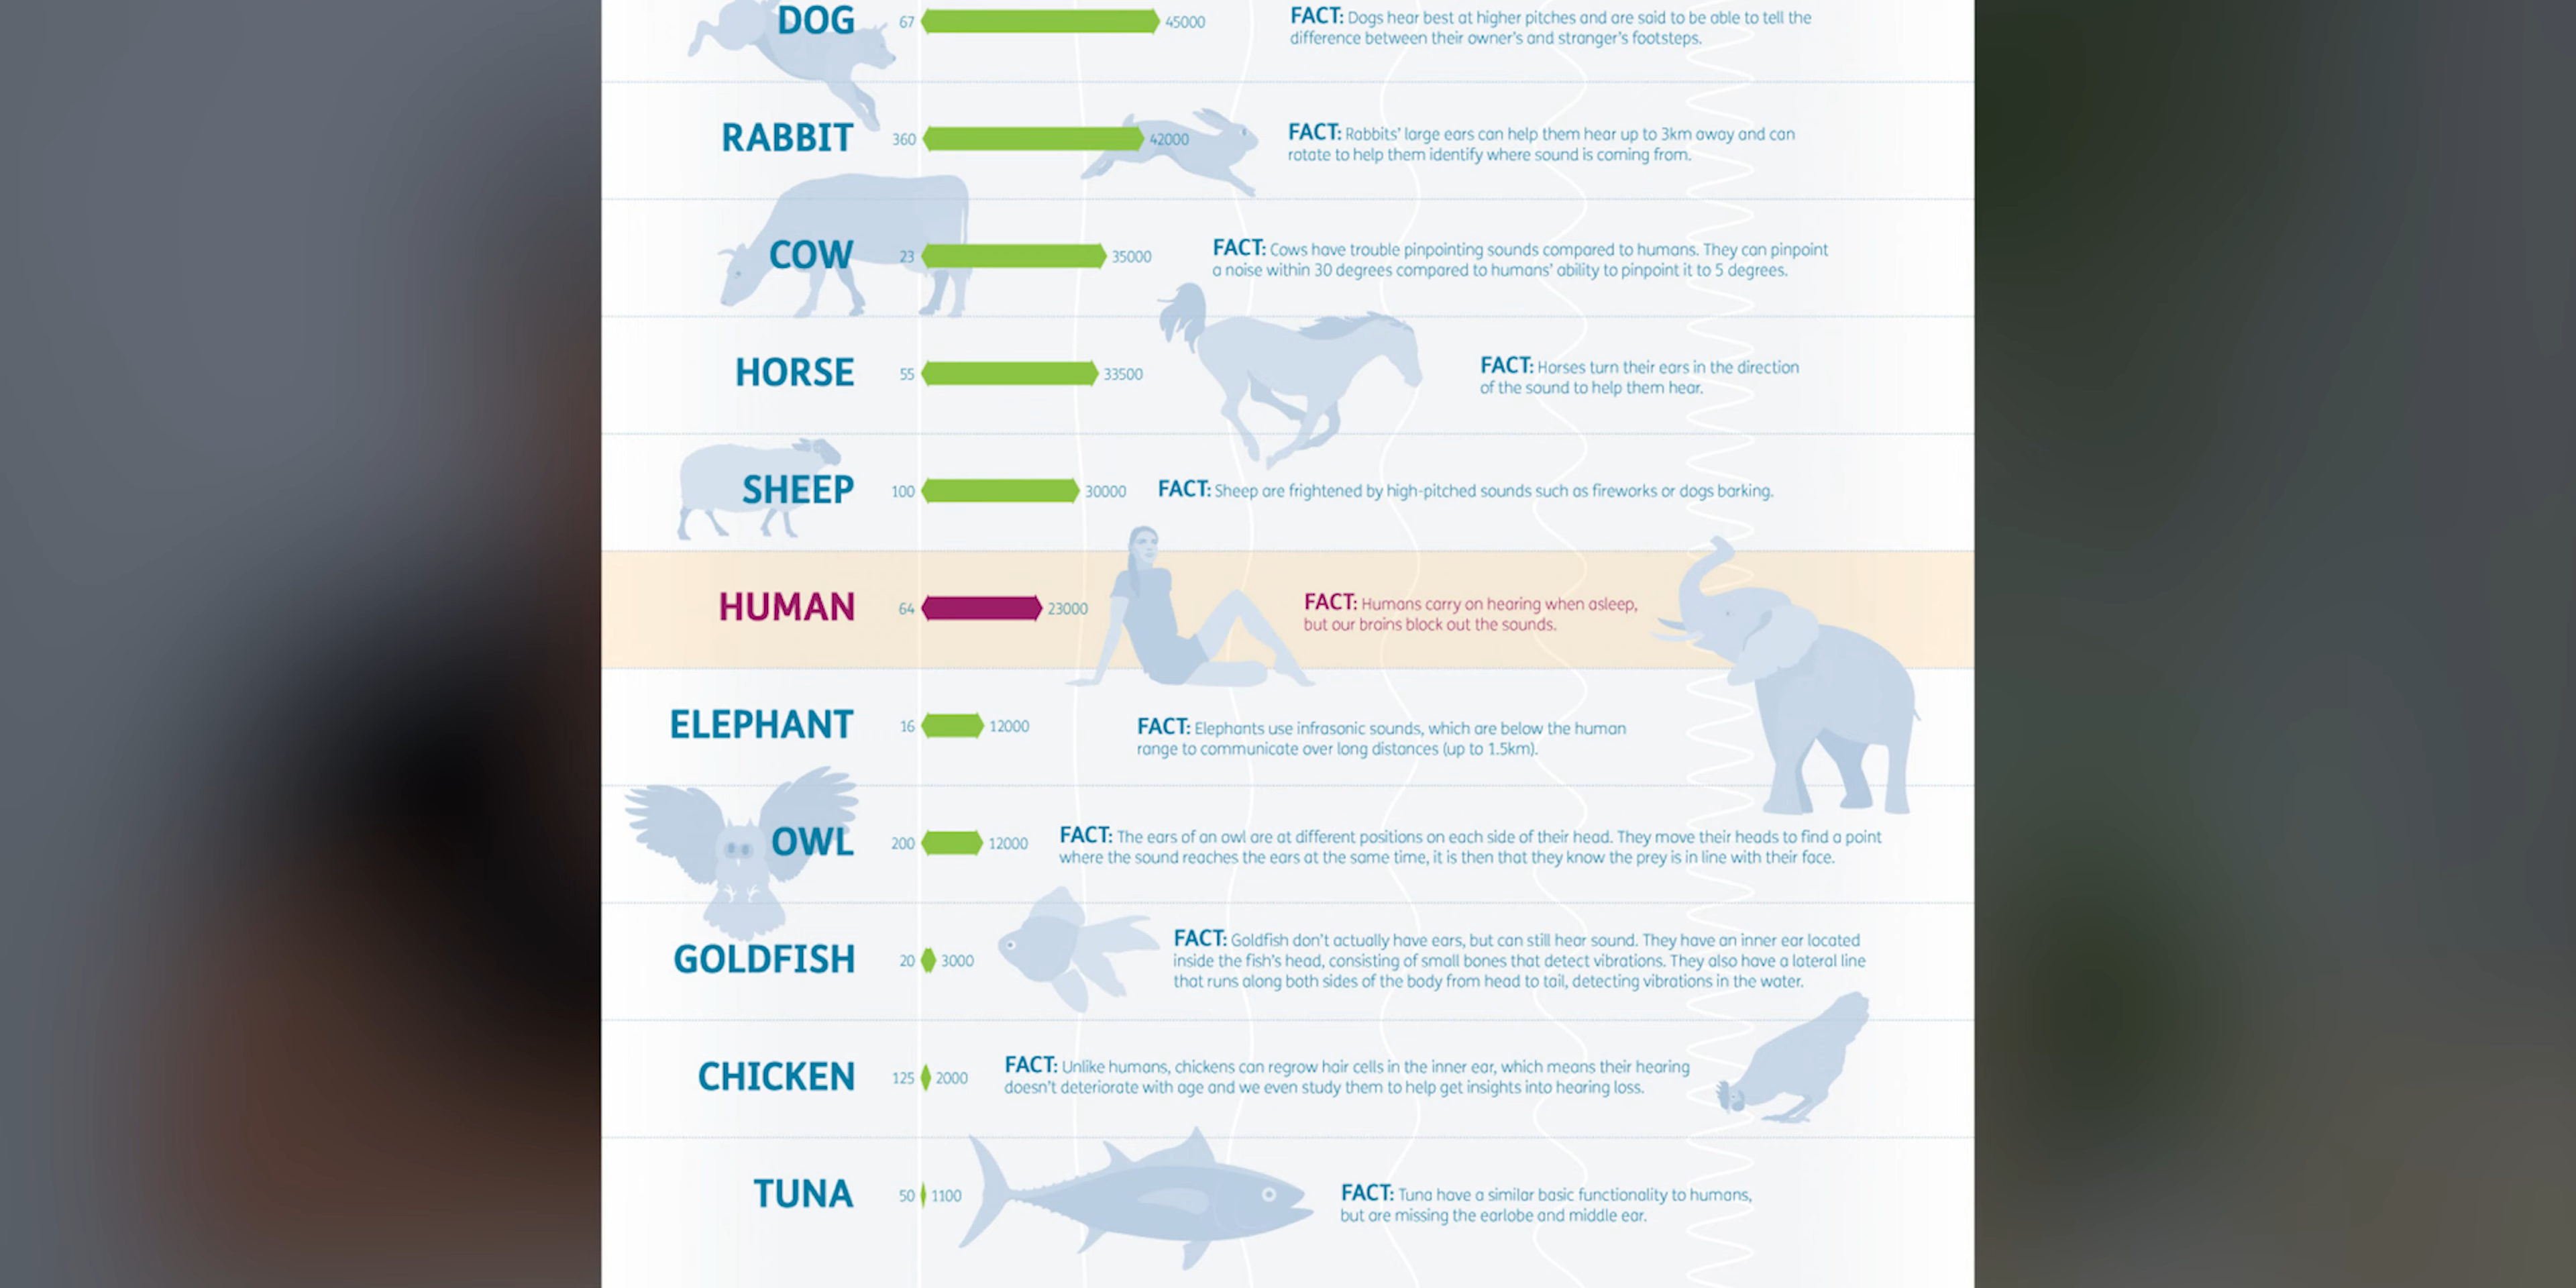 DOG 67 45000 FACT: Dogs hear best at higher pitches and are said to be able to tell the
difference between their owner's and stranger's footsteps.
RABBIT 360 42000 FACT: Rabbits' large ears can help them hear up to 3km away and can
rotate to help them identify where sound is coming from.
COW 23 35000 FACT: Cows have trouble pinpointing sounds compared to humans. They can pinpoint
a noise within 30 degrees compared to humans' ability to pinpoint it to 5 degrees.
HORSE 55 33500 FACT: Horses turn their ears in the direction
of the sound to help them hear.
SHEEP 100 30000 FACT: Sheep are frightened by high-pitched sounds such as fireworks or dogs barking.
HUMAN 64 23000 FACT: Humans carry on hearing when asleep,
but our brains block out the sounds.
ELEPHANT 16 12000 FACT: Elephants use infrasonic sounds, which are below the human
range to communicate over long distances (up to 1.5km).
OWL 200 12000 FACT: The ears of an owl are at different positions on each side of their head. They move their heads to find a point
where the sound reaches the ears at the same time, it is then that they know the prey is in line with their face.
GOLDFISH 20 3000 FACT: Goldfish don't actually have ears, but can still hear sound. They have an inner ear located
inside the fish's head, consisting of small bones that detect vibrations. They also have a lateral line
that runs along both sides of the body from head to tail, detecting vibrations in the water.
CHICKEN 125 2000 FACT: Unlike humans, chickens can regrow hair cells in the inner ear, which means their hearing
doesn't deteriorate with age and we even study them to help get insights into hearing loss.
TUNA 50 1100 FACT: Tuna have a similar basic functionality to humans,
but are missing the earlobe and middle ear.